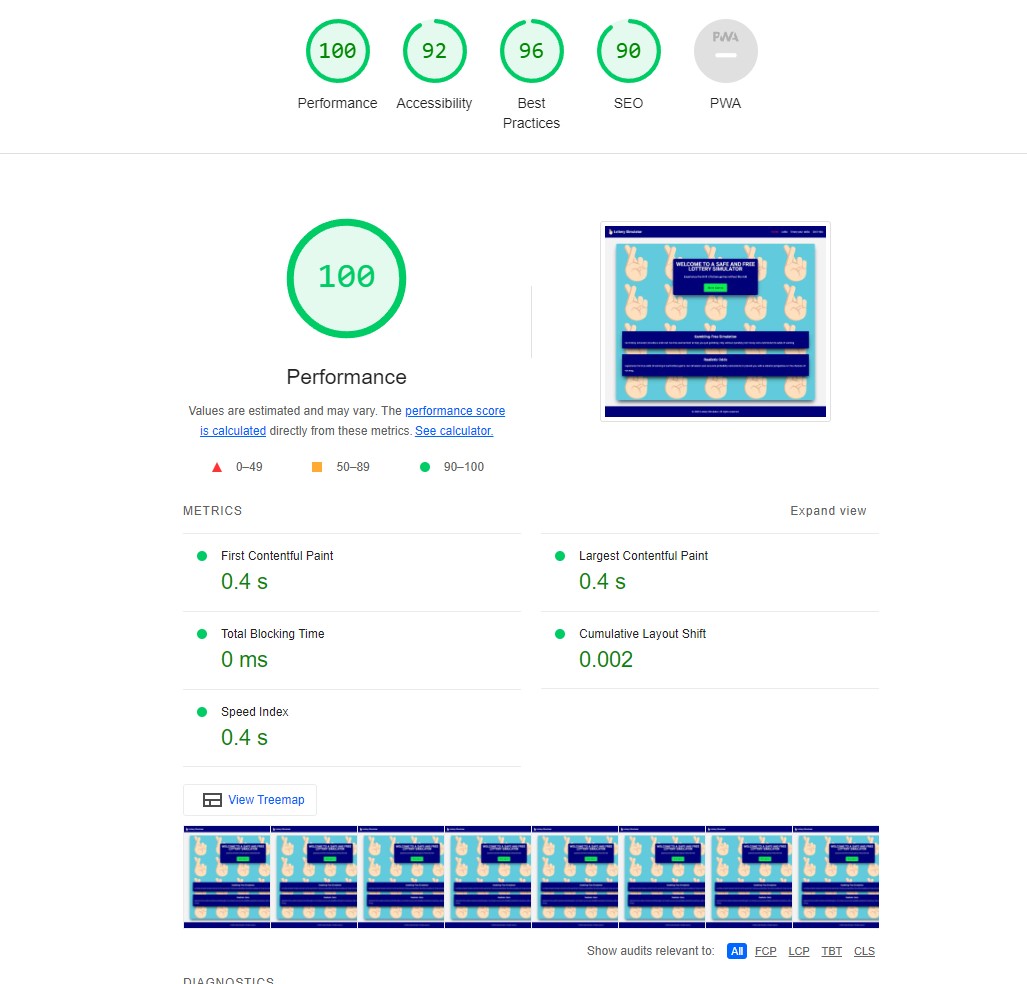 100
92
96
90
PWA
Performance
Accessibility
Best
Practices
SEO
PWA
100
Performance
Values are estimated and may vary. The performance score
is calculated directly from these metrics. See calculator.
0–49
50–89
90–100
Lottery Simulator
WELCOME TO A SAFE AND FREE
LOTTERY SIMULATOR
Gambling-Free Simulation
Realistic Odds
METRICS
Expand view
First Contentful Paint
0.4 s
Largest Contentful Paint
0.4 s
Total Blocking Time
0 ms
Cumulative Layout Shift
0.002
Speed Index
0.4 s
View Treemap
Show audits relevant to: All FCP LCP TBT CLS
DIAGNOSTICS